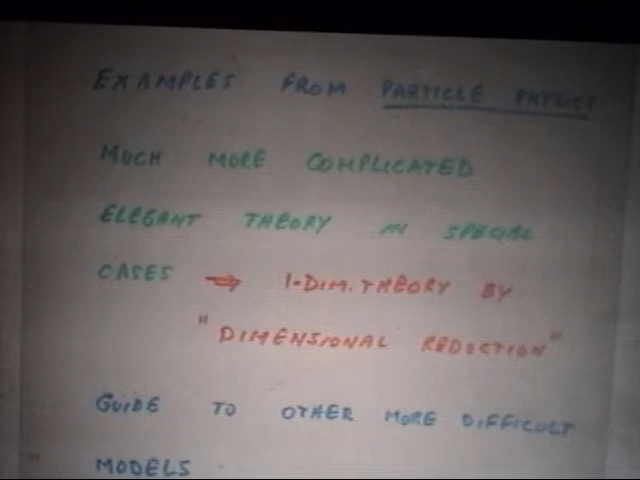 EXAMPLES FROM PARTICLE PHYSICS
MUCH MORE COMPLICATED
ELEGANT THEORY IN SPECIAL
CASES ⇒ 1-DIM. THEORY BY
"DIMENSIONAL REDUCTION"
GUIDE TO OTHER MORE DIFFICULT
MODELS